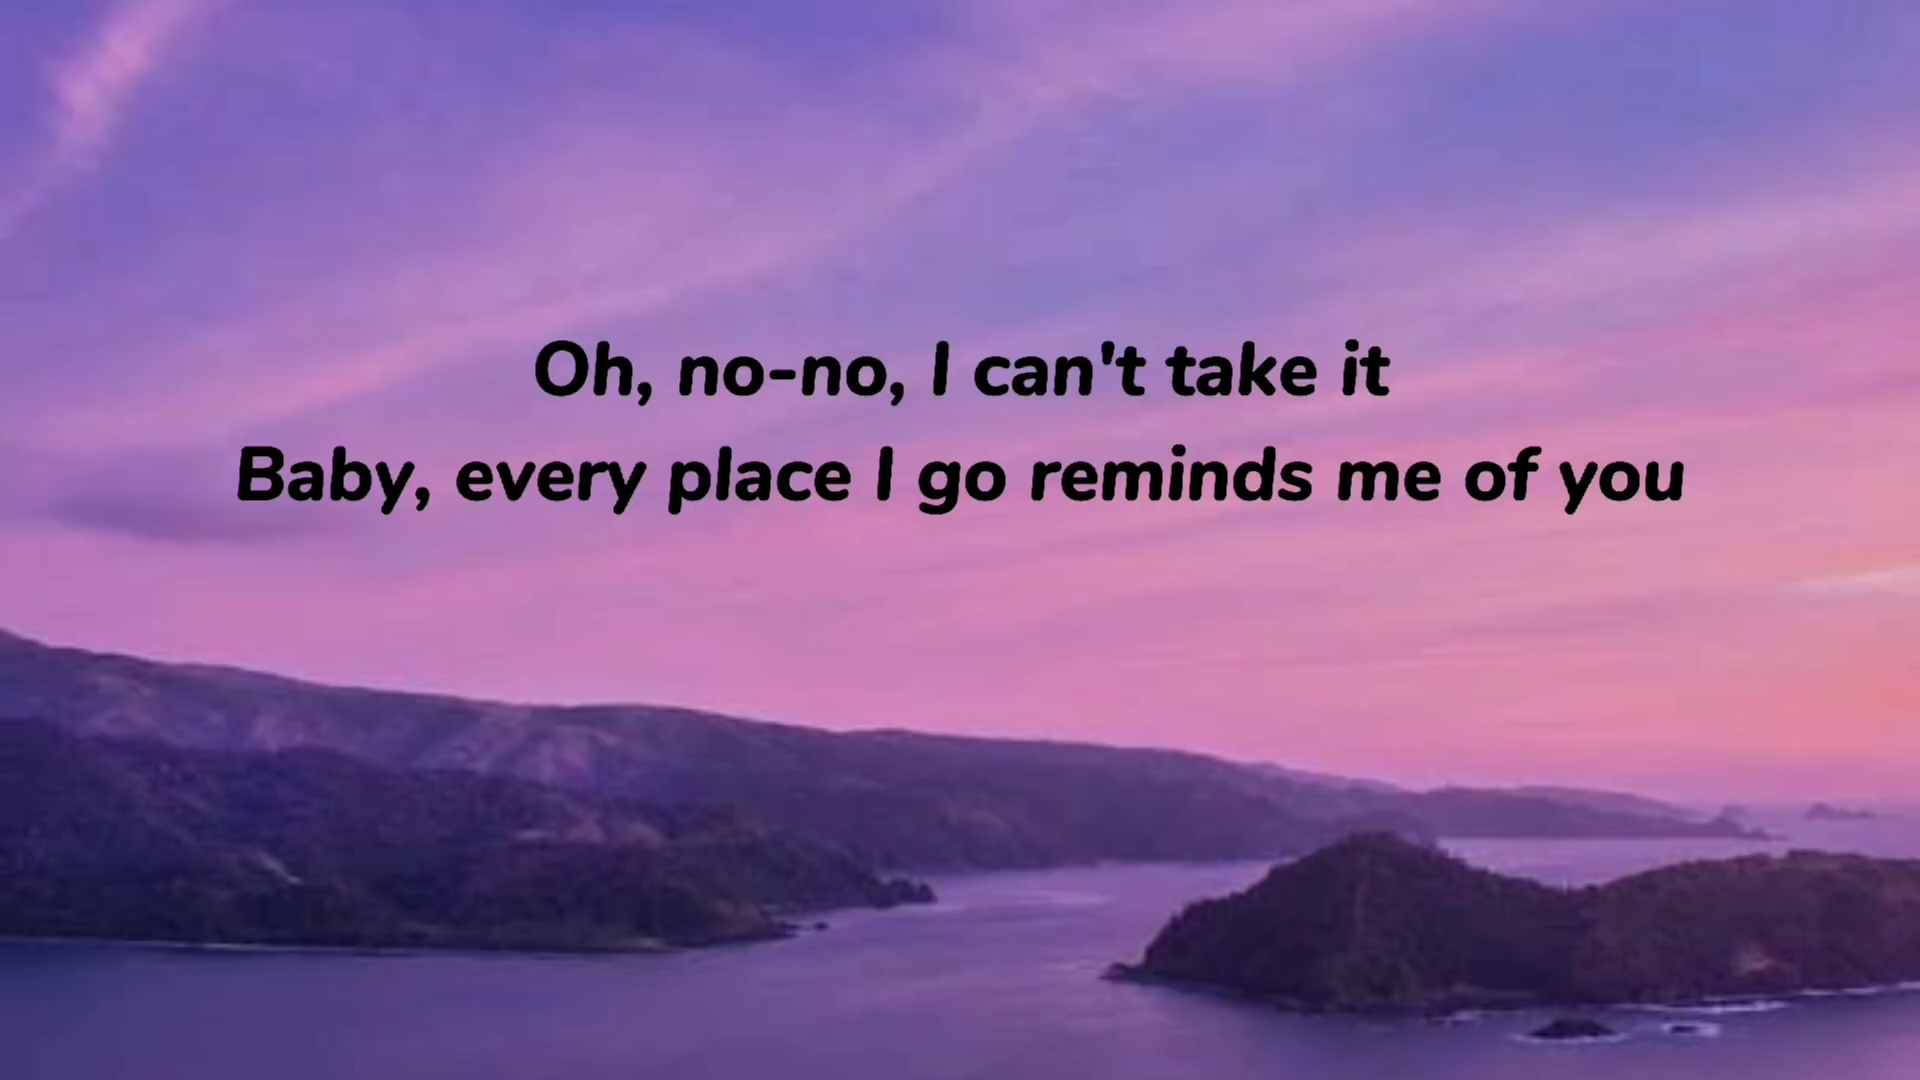 Oh, no-no, I can't take it
Baby, every place I go reminds me of you